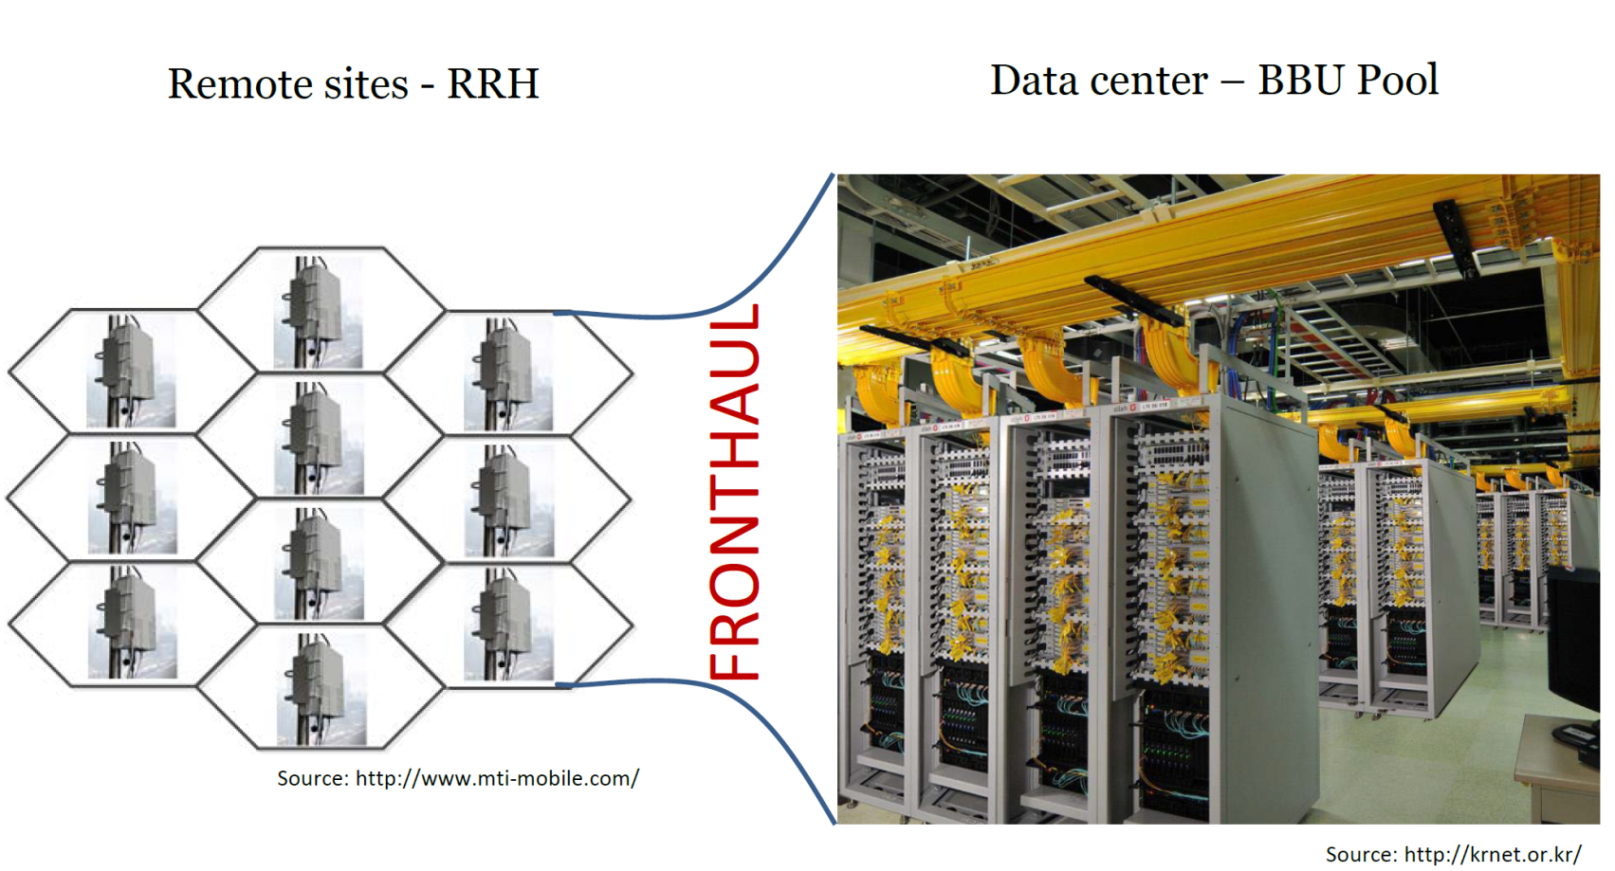 Remote sites - RRH
Data center – BBU Pool
FRONTHAUL
Source: http://www.mti-mobile.com/
Source: http://krnet.or.kr/